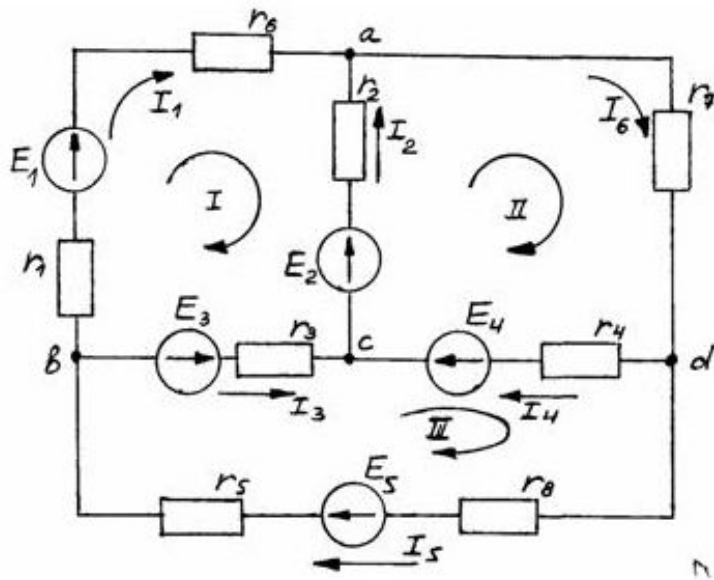 r6 a
I1 r2 I2 I6 r7
E1
I II
r1 E2
E3 r3 c E4 r4
b d
I3 III I4
r5 E5 r8
I5